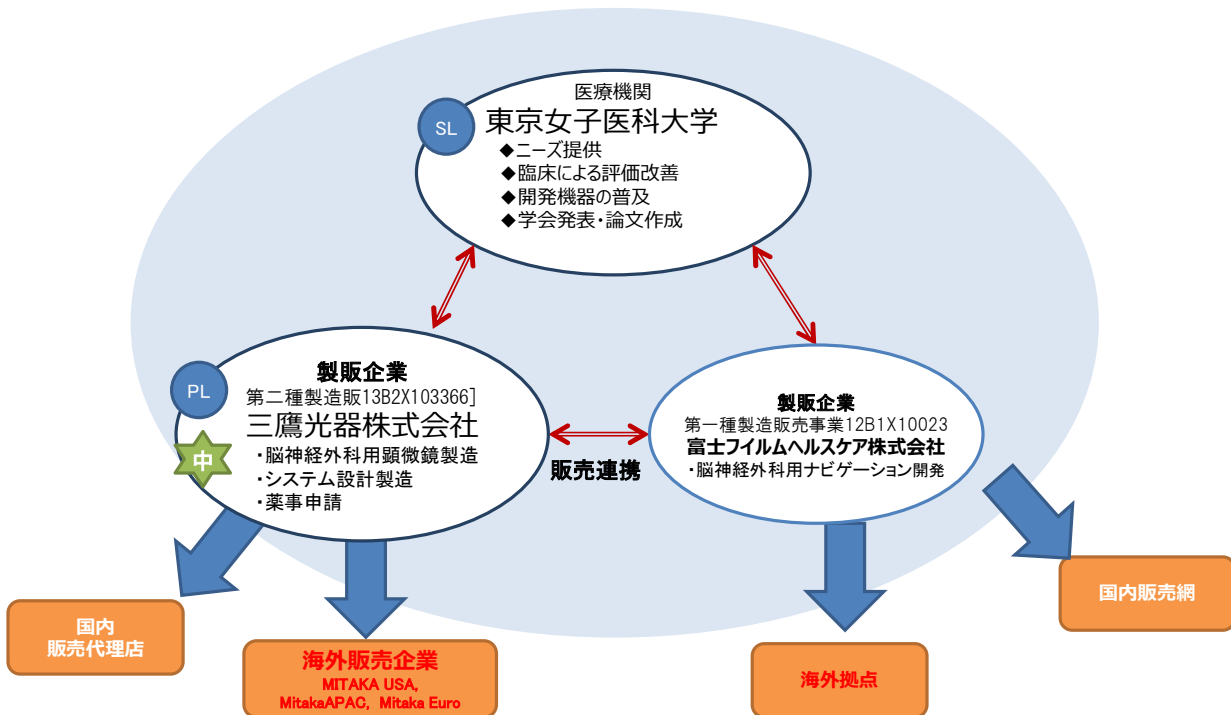 医療機関
SL
東京女子医科大学
◆ニーズ提供
◆臨床による評価改善
◆開発機器の普及
◆学会発表・論文作成
PL
製販企業
第二種製造販13B2X103366]
三鷹光器株式会社
中
・脳神経外科用顕微鏡製造
・システム設計製造
・薬事申請
販売連携
製販企業
第一種製造販売事業12B1X10023
富士フイルムヘルスケア株式会社
・脳神経外科用ナビゲーション開発
国内
販売代理店
海外販売企業
MITAKA USA,
MitakaAPAC, Mitaka Euro
海外拠点
国内販売網